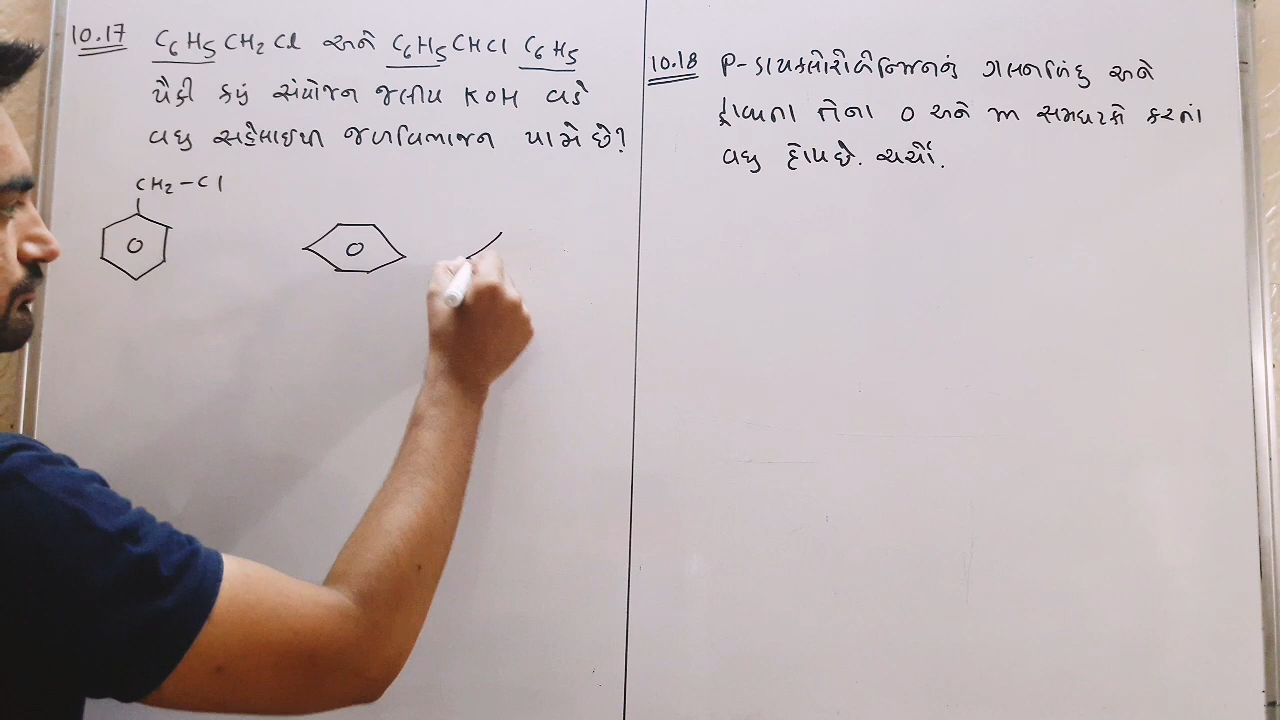 10.17 C6H5CH2Cl અને C6H5CHCl C6H5
પૈકી કયું સંયોજન જલીય KOH વડે
વધુ સહેલાઇથી જળવિભાજન પામે છે?
CH2-Cl
10.18 P-ડાયક્લોરોબેન્ઝિનનું ગલનબિંદુ અને
દ્રાવ્યતા તેના O અને m સમઘટકો કરતાં
વધુ હોય છે. ચર્ચો.